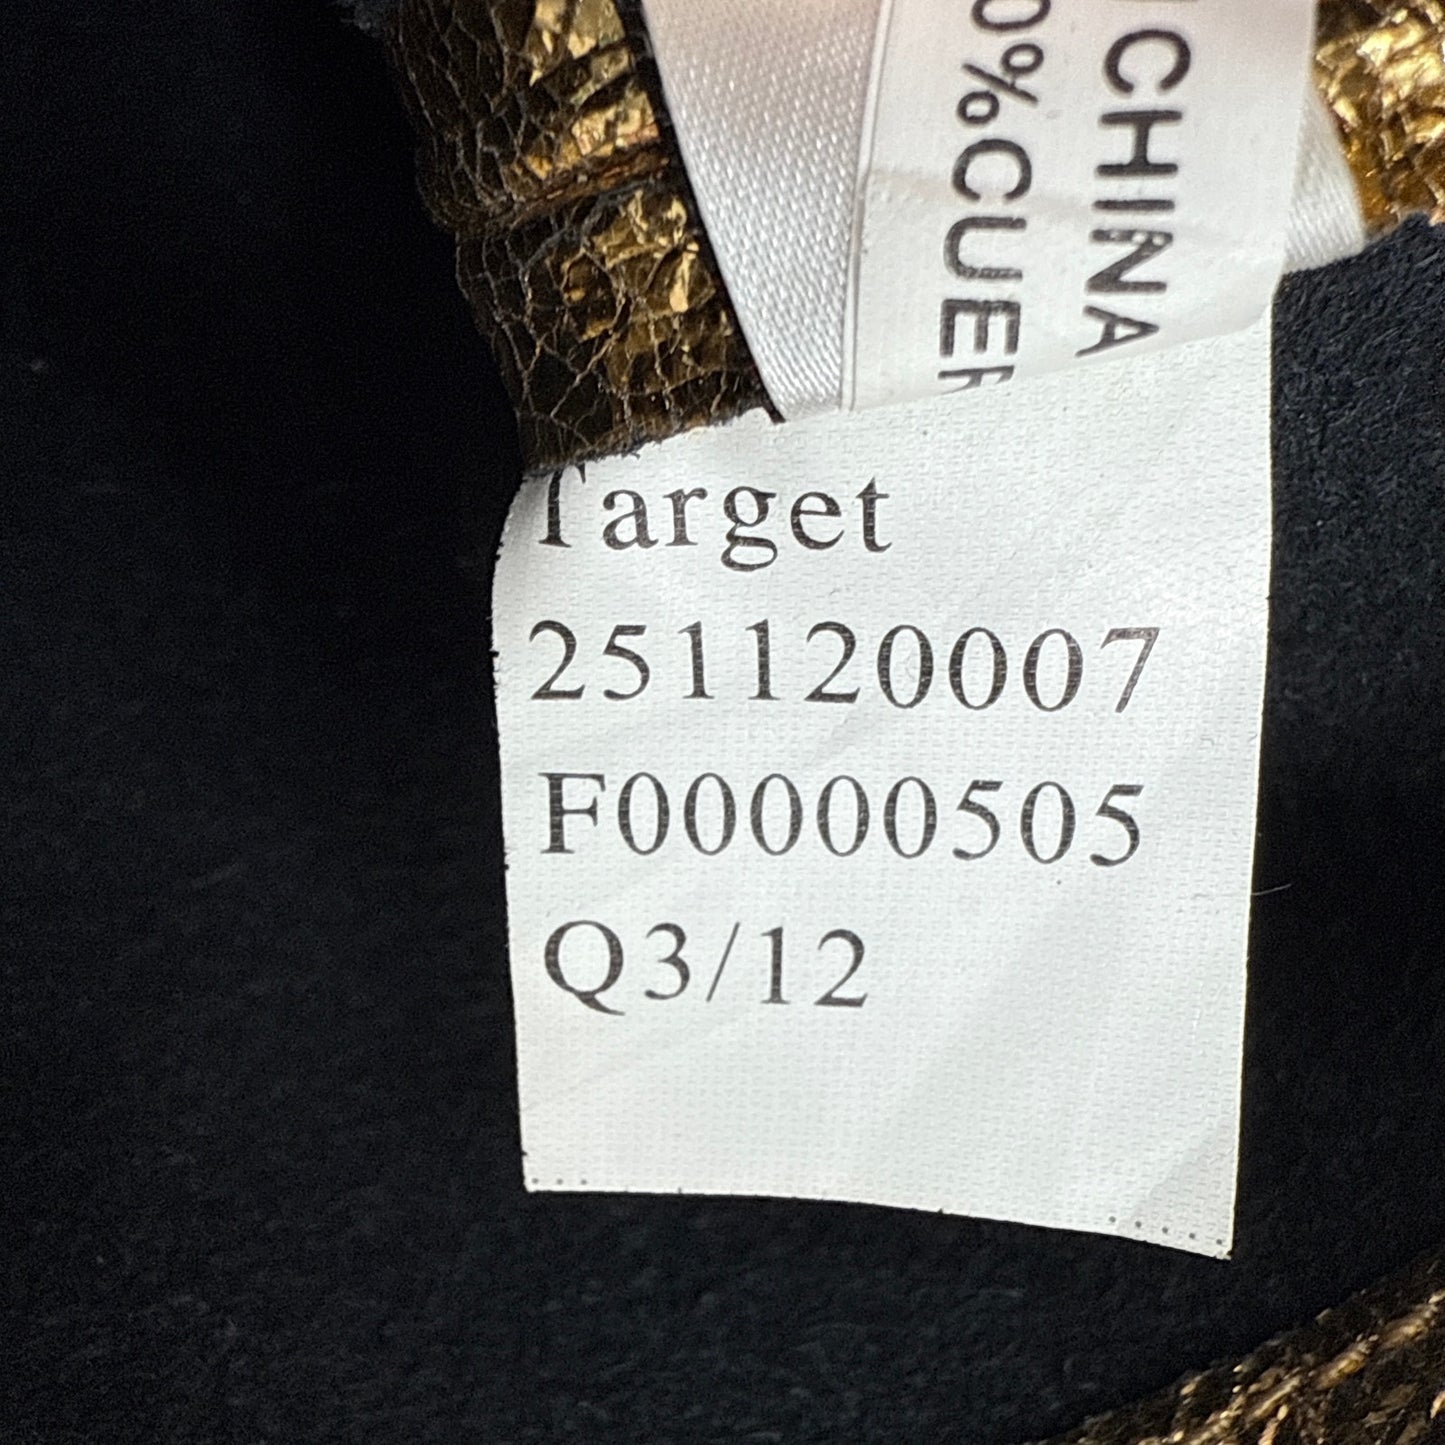 CHINA
0%CUER
Target
251120007
F00000505
Q3/12